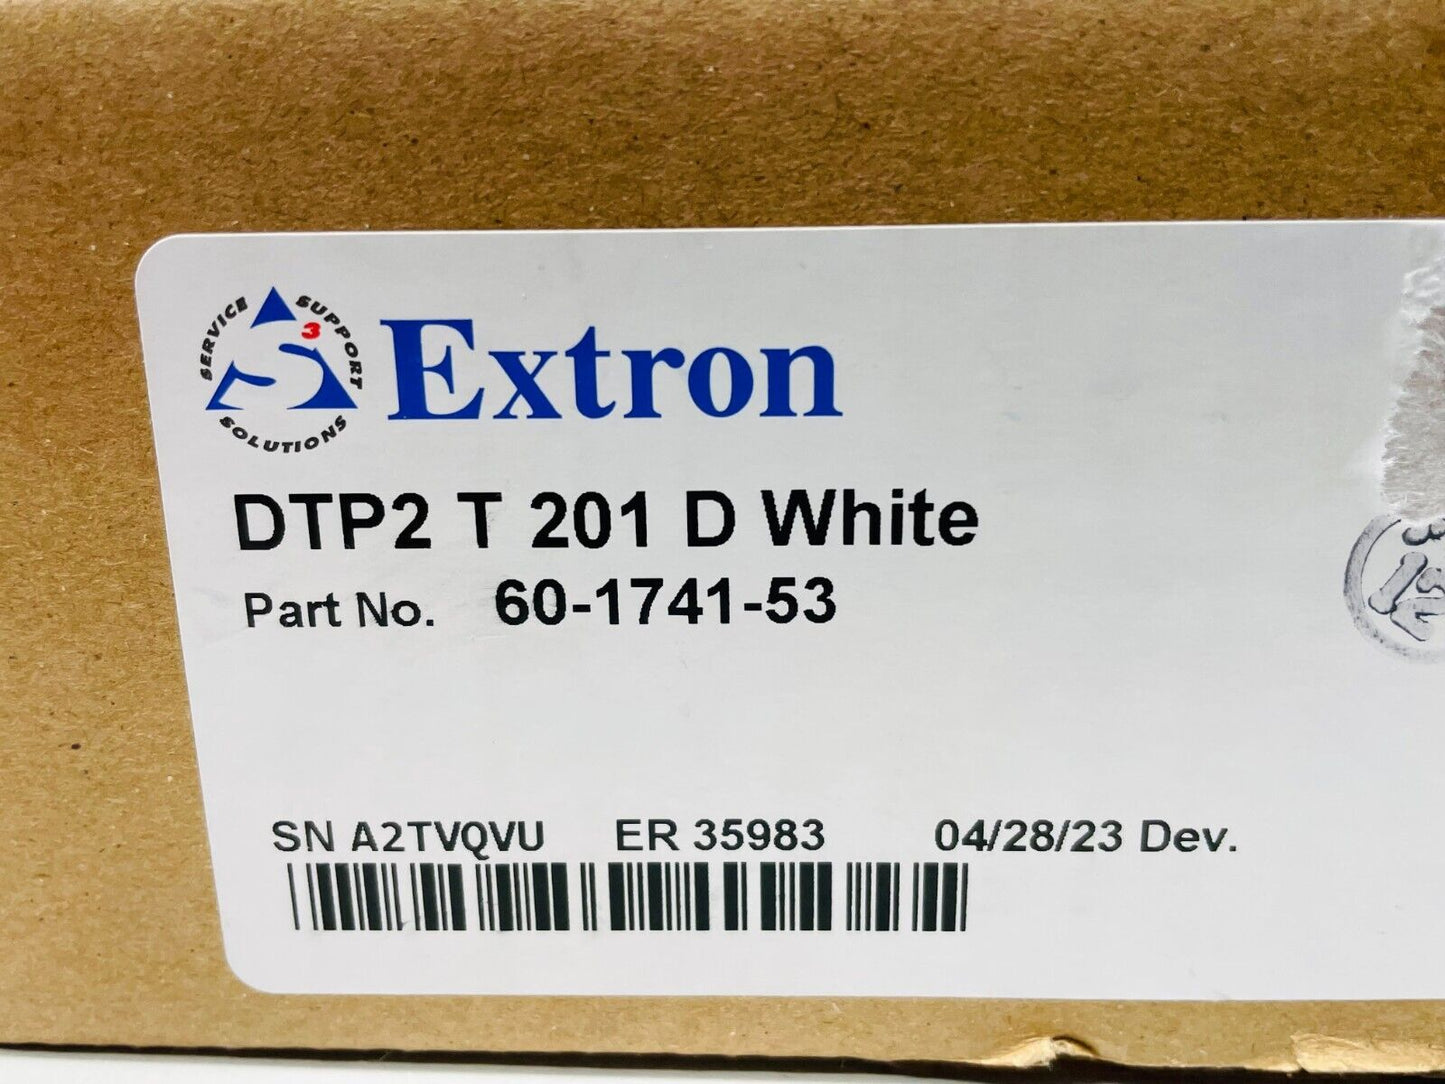 SERVICE SUPPORT SOLUTIONS
S3
Extron
DTP2 T 201 D White
Part No. 60-1741-53
SN A2TVQVU ER 35983 04/28/23 Dev.